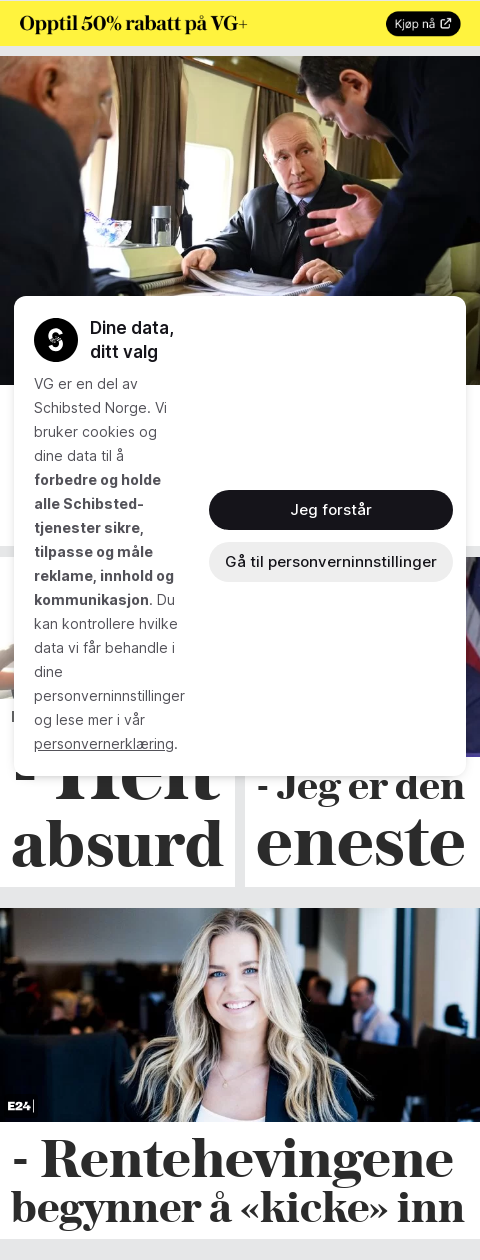 Opptil 50% rabatt på VG+
Kjøp nå
Dine data,
ditt valg
VG er en del av
Schibsted Norge. Vi
bruker cookies og
dine data til å
forbedre og holde
alle Schibsted-
tjenester sikre,
tilpasse og måle
reklame, innhold og
kommunikasjon. Du
kan kontrollere hvilke
data vi får behandle i
dine
personverninnstillinger
og lese mer i vår
personvernerklæring.
Jeg forstår
Gå til personverninnstillinger
- Helt
absurd
- Jeg er den
eneste
E24
- Rentehevingene
begynner å «kicke» inn